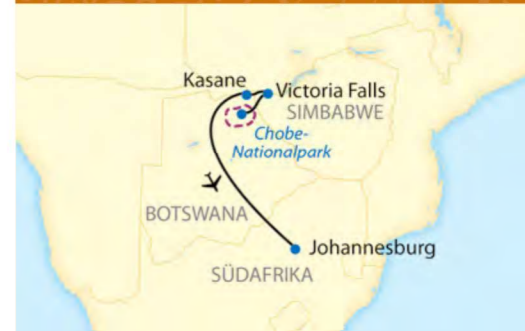 Kasane
Victoria Falls
SIMBABWE
Chobe-
Nationalpark
BOTSWANA
Johannesburg
SÜDAFRIKA